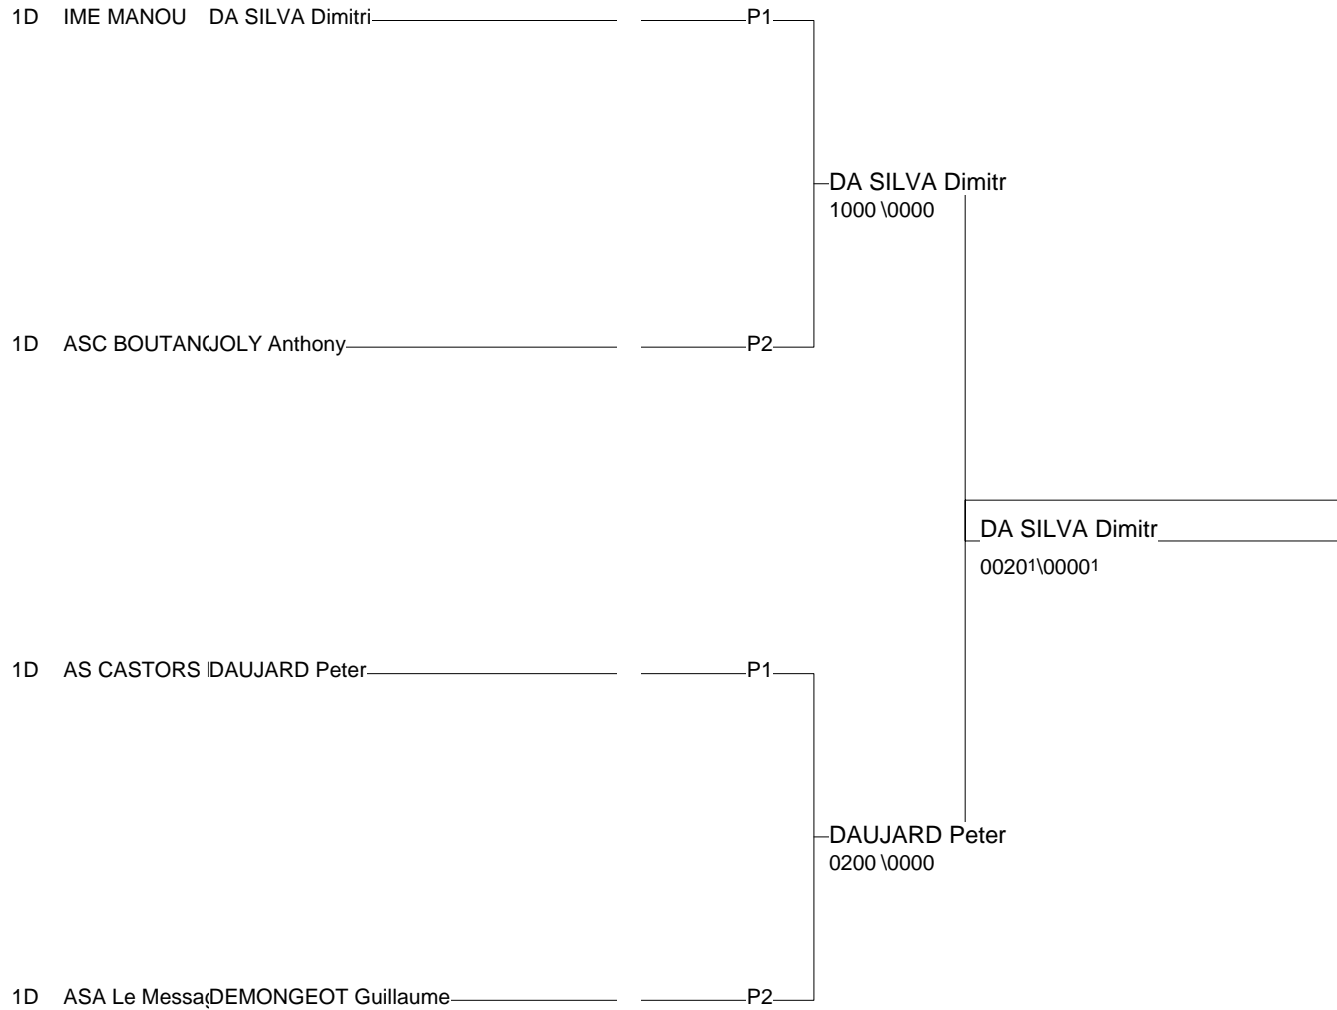 1D IME MANOU DA SILVA Dimitri P1
DA SILVA Dimitr
1000 \0000
1D ASC BOUTAN JOLY Anthony P2
DA SILVA Dimitr
00201\00001
1D AS CASTORS DAUJARD Peter P1
DAUJARD Peter
0200 \0000
1D ASA Le Messag DEMONGEOT Guillaume P2